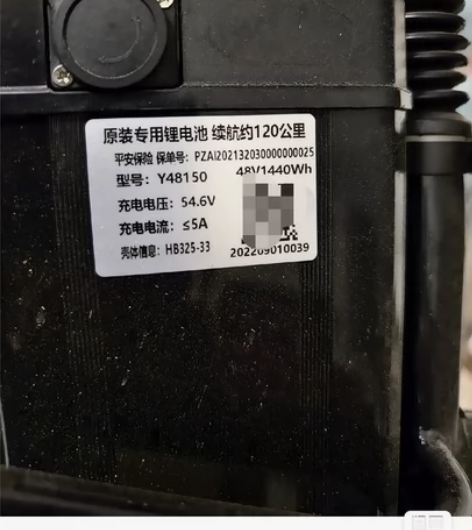 原装专用锂电池 续航约120公里
平安保险 保单号：PZAI202132030000000025
型号：Y48150 48V1440Wh
充电电压：54.6V
充电电流：≤5A
壳体信息：HB325-33 202209010039